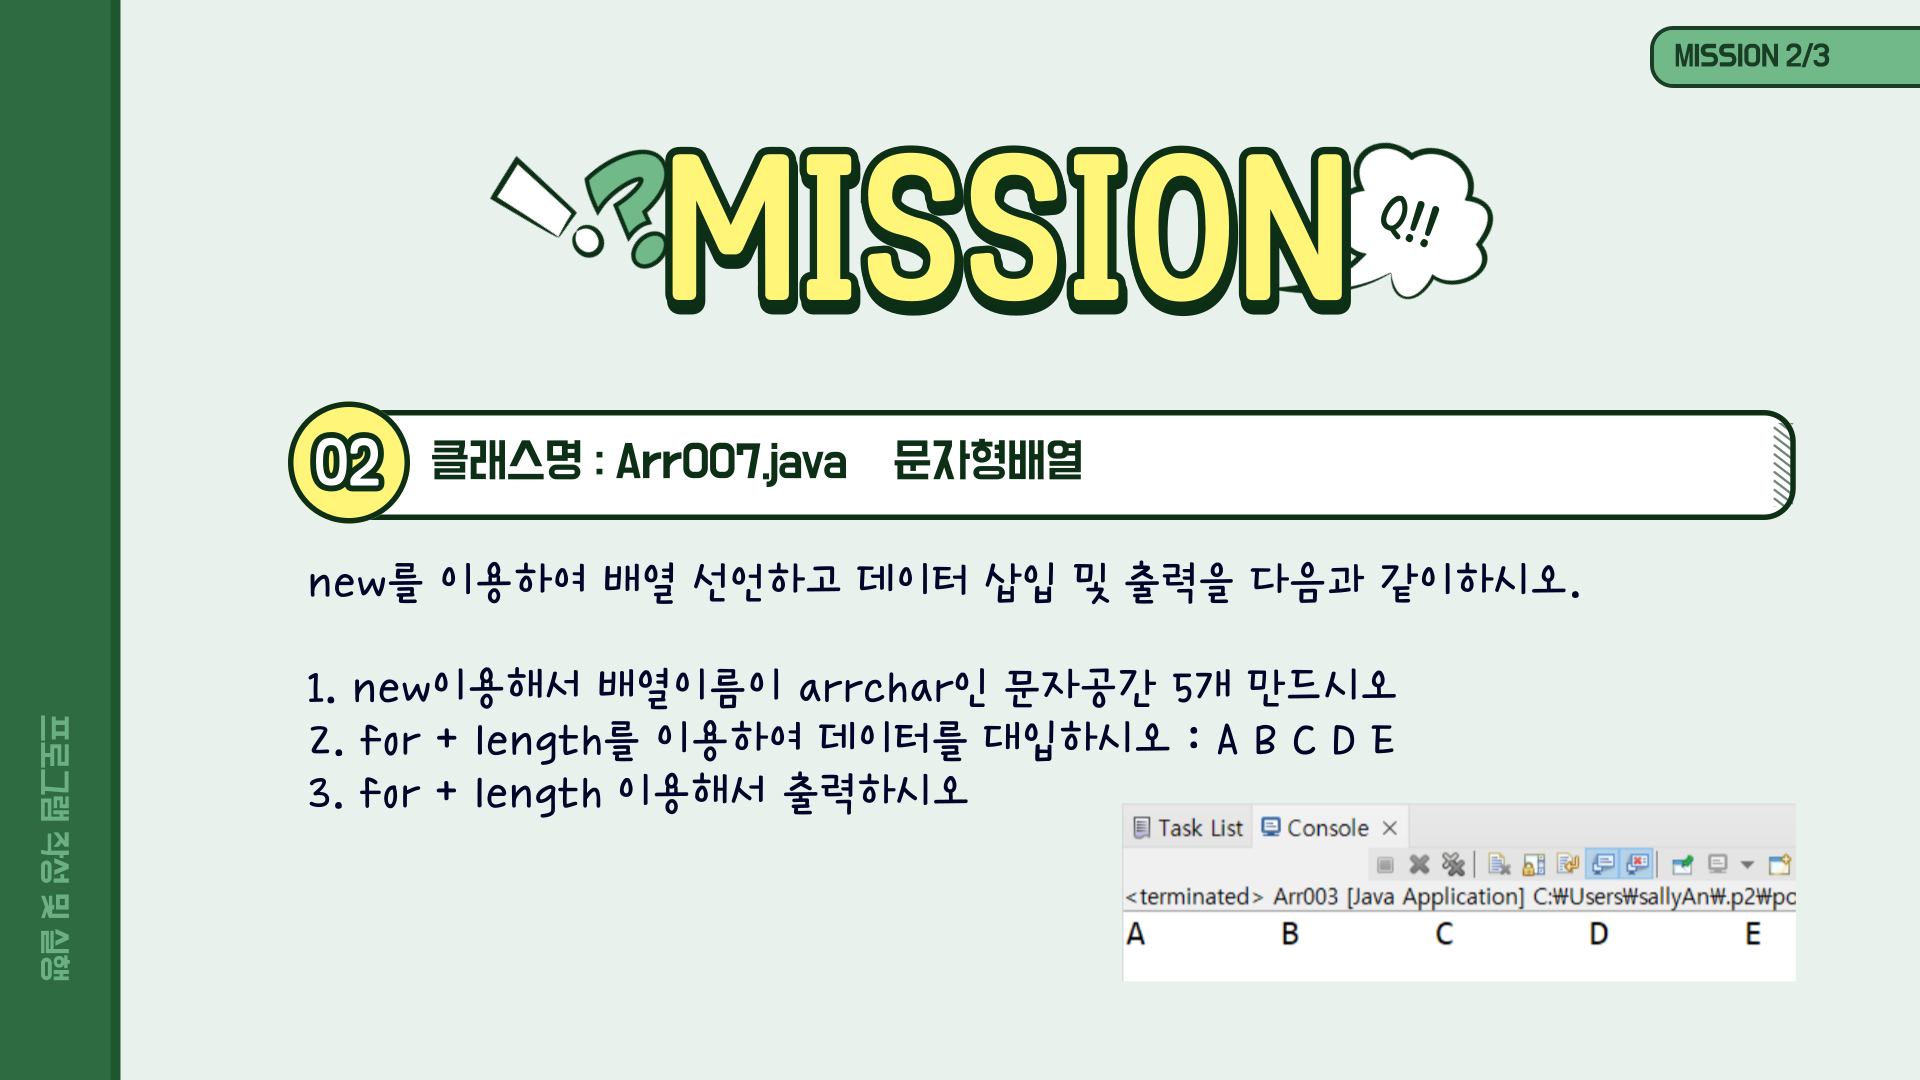 MISSION 2/3
MISSION
Q!!
02
클래스명 : Arr007.java 문자형배열
new를 이용하여 배열 선언하고 데이터 삽입 및 출력을 다음과 같이하시오.
1. new이용해서 배열이름이 arrchar인 문자공간 5개 만드시오
2. for + length를 이용하여 데이터를 대입하시오 : A B C D E
3. for + length 이용해서 출력하시오
Task List Console
<terminated> Arr003 [Java Application] C:₩Users₩sallyAn₩.p2₩po
A B C D E
프로그램 작성 및 실행